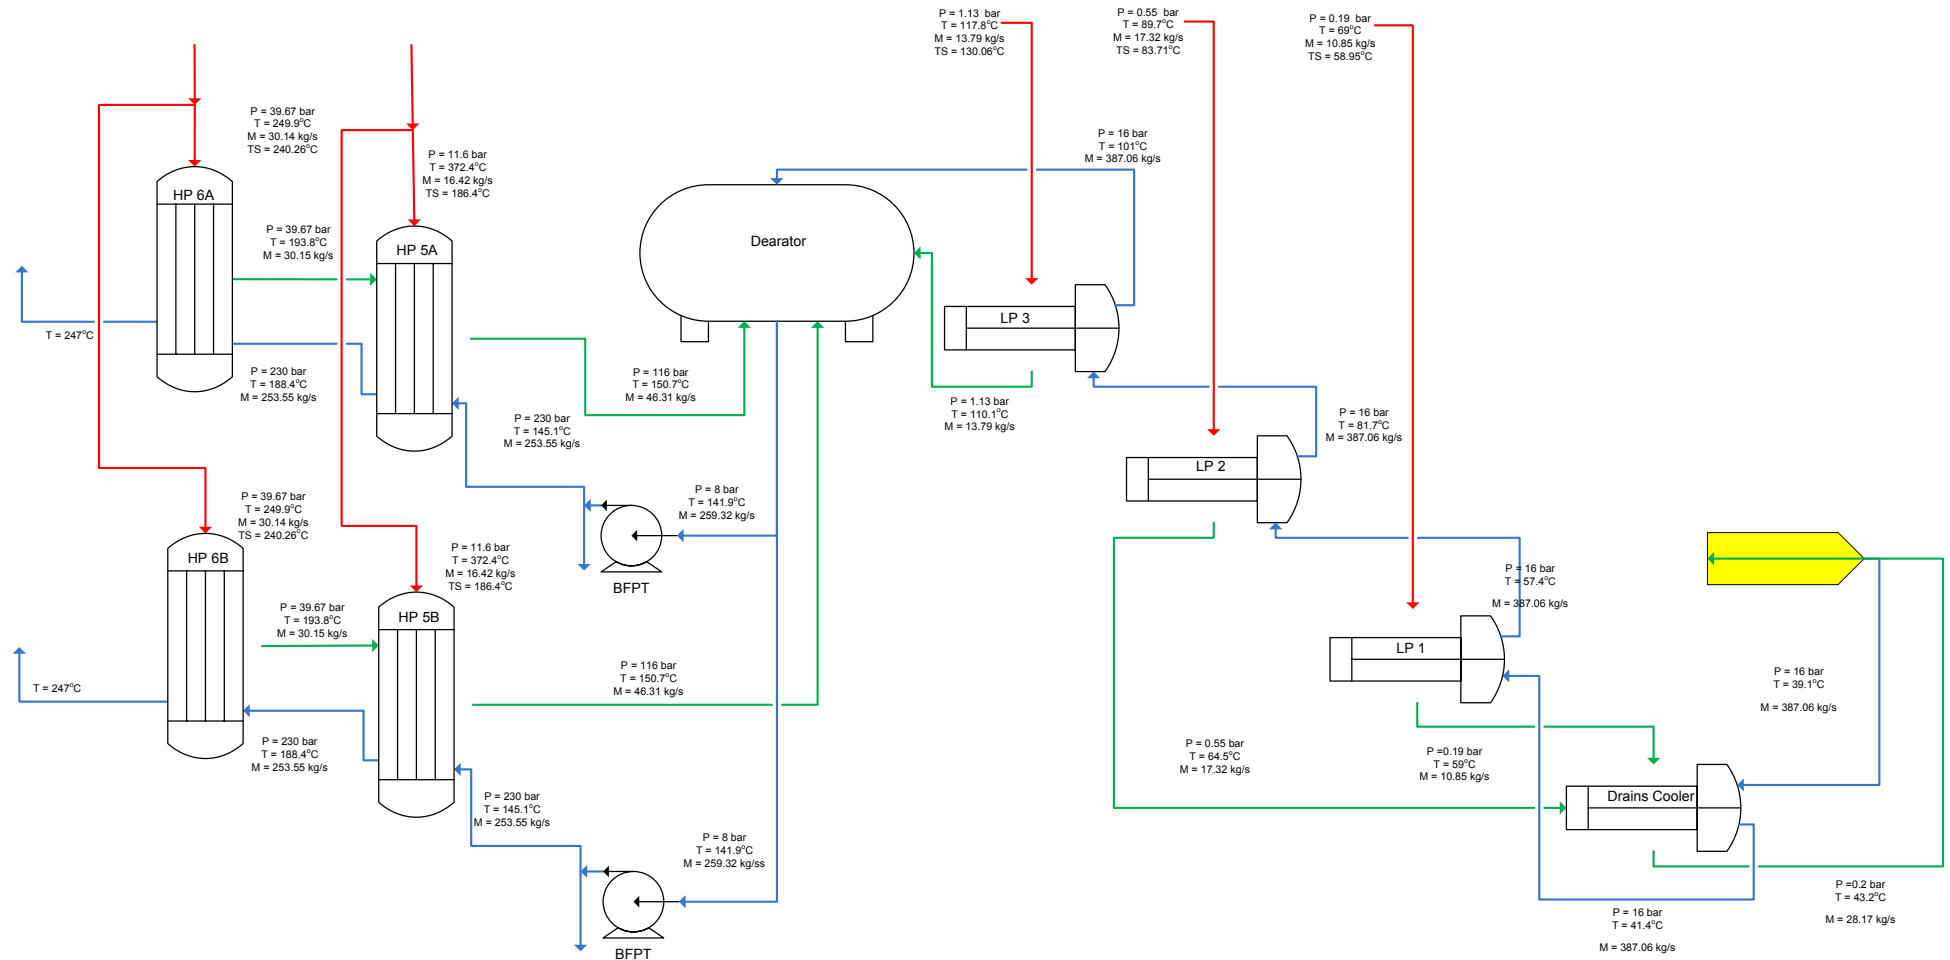 P = 1.13  bar
T = 117.8°C
M = 13.79 kg/s
TS = 130.06°C
P = 0.55  bar
T = 89.7°C
M = 17.32 kg/s
TS = 83.71°C
P = 0.19  bar
T = 69°C
M = 10.85 kg/s
TS = 58.95°C
P = 39.67 bar
T = 249.9°C
M = 30.14 kg/s
TS = 240.26°C
P = 11.6 bar
T = 372.4°C
M = 16.42 kg/s
TS = 186.4°C
P = 16 bar
T = 101°C
M = 387.06 kg/s
HP 6A
HP 5A
P = 39.67 bar
T = 193.8°C
M = 30.15 kg/s
Dearator
LP 3
T = 247°C
P = 230 bar
T = 188.4°C
M = 253.55 kg/s
P = 116 bar
T = 150.7°C
M = 46.31 kg/s
P = 230 bar
T = 145.1°C
M = 253.55 kg/s
P = 1.13 bar
T = 110.1°C
M = 13.79 kg/s
P = 16 bar
T = 81.7°C
M = 387.06 kg/s
LP 2
P = 39.67 bar
T = 249.9°C
M = 30.14 kg/s
TS = 240.26°C
P = 8 bar
T = 141.9°C
M = 259.32 kg/s
BFPT
P = 11.6 bar
T = 372.4°C
M = 16.42 kg/s
TS = 186.4°C
HP 6B
HP 5B
P = 16 bar
T = 57.4°C
M = 387.06 kg/s
P = 39.67 bar
T = 193.8°C
M = 30.15 kg/s
LP 1
P = 116 bar
T = 150.7°C
M = 46.31 kg/s
T = 247°C
P = 16 bar
T = 39.1°C
M = 387.06 kg/s
P = 230 bar
T = 188.4°C
M = 253.55 kg/s
P = 0.55 bar
T = 64.5°C
M = 17.32 kg/s
P =0.19 bar
T = 59°C
M = 10.85 kg/s
Drains Cooler
P = 230 bar
T = 145.1°C
M = 253.55 kg/s
P = 8 bar
T = 141.9°C
M = 259.32 kg/ss
BFPT
P =0.2 bar
T = 43.2°C
M = 28.17 kg/s
P = 16 bar
T = 41.4°C
M = 387.06 kg/s